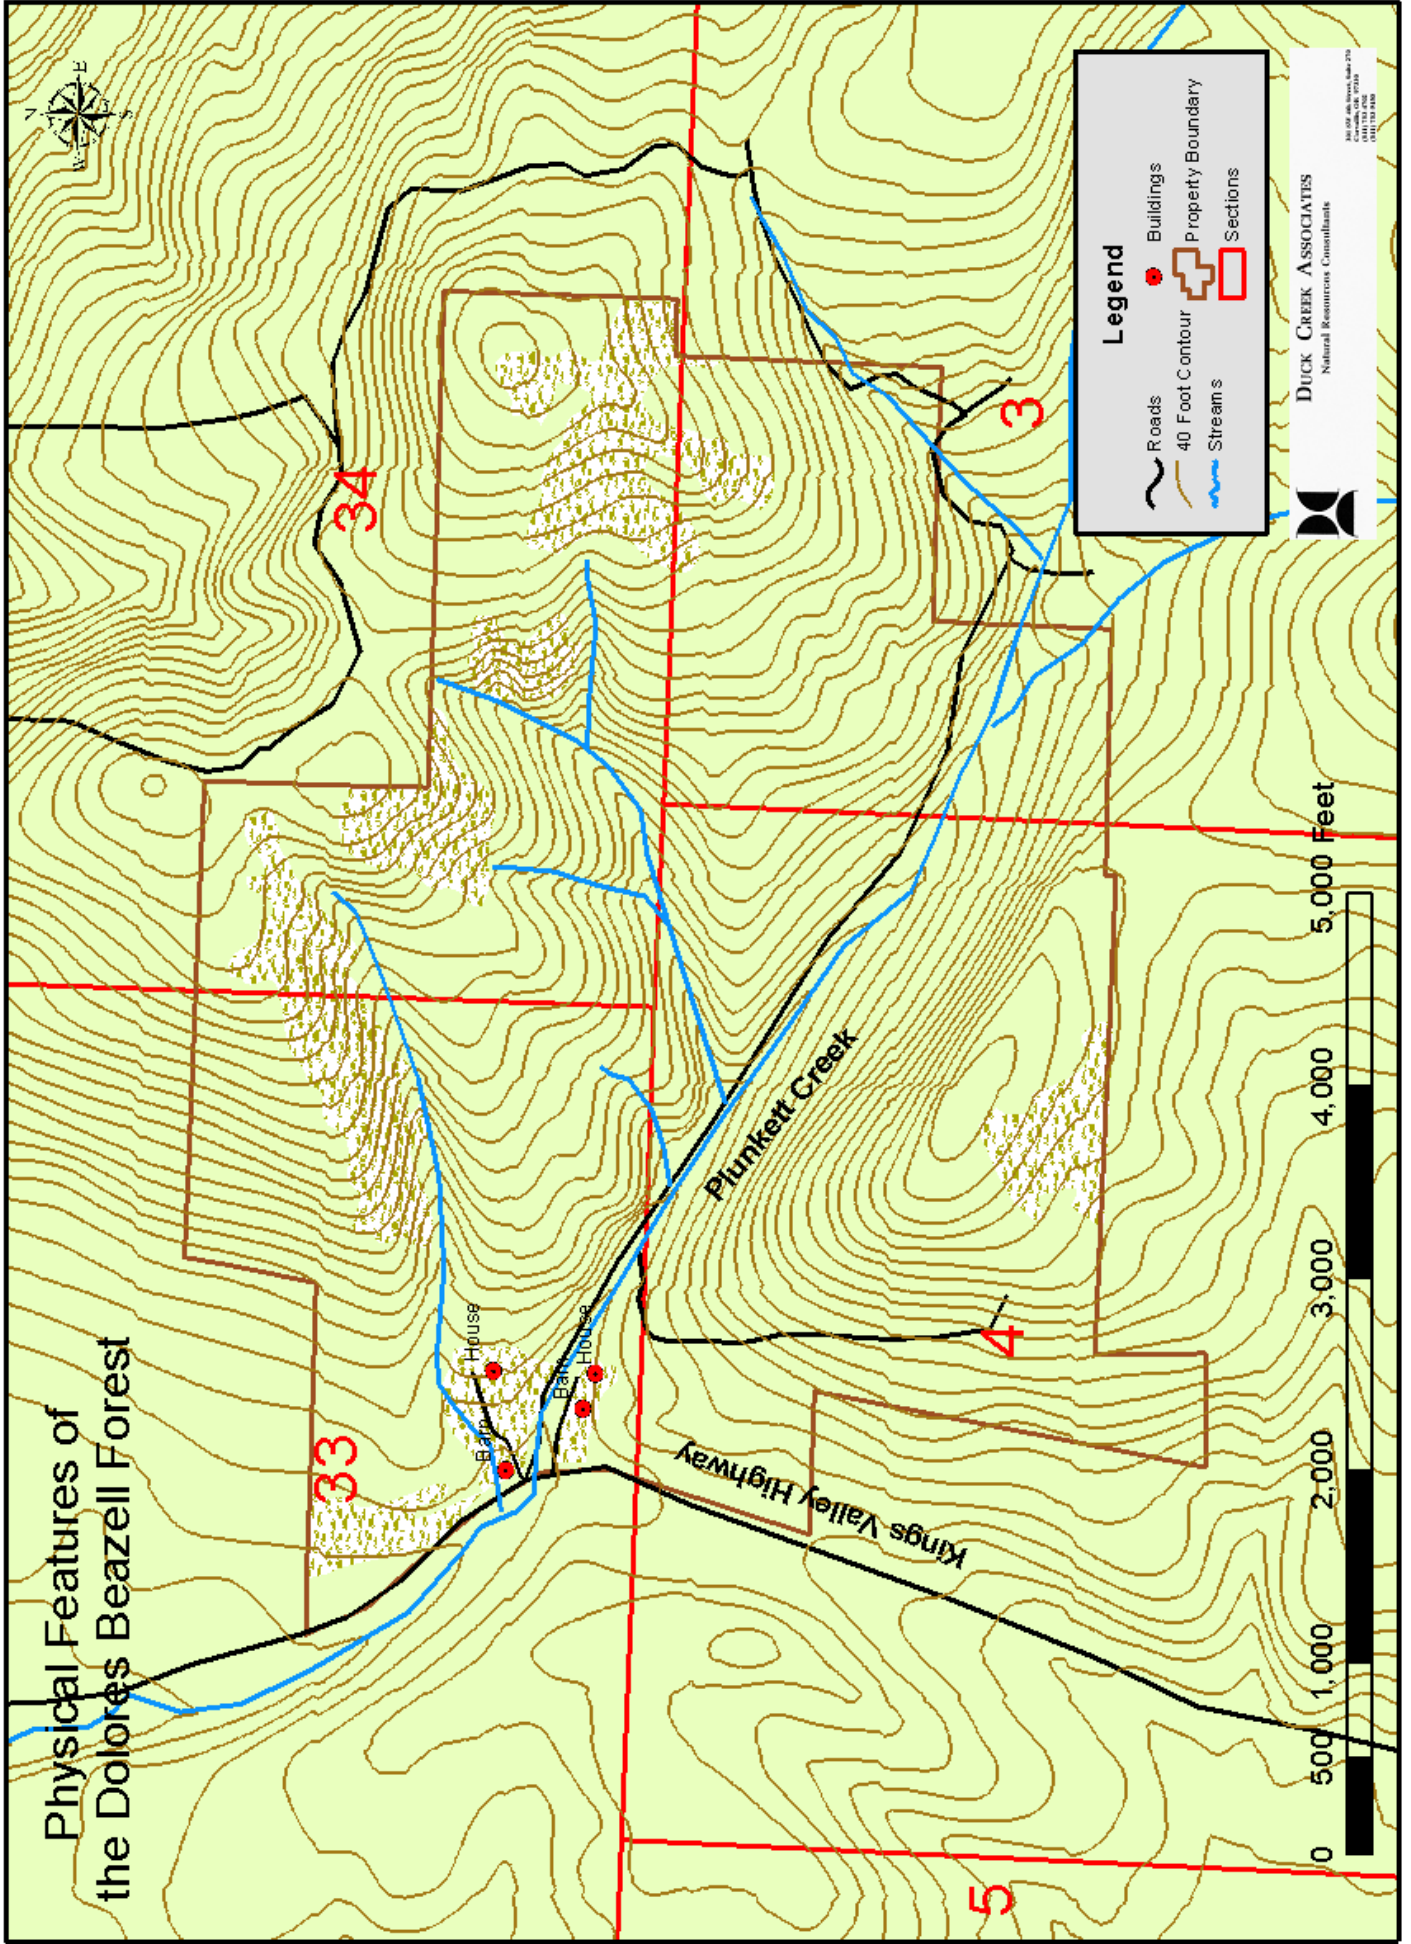 Physical Features of
the Dolores Beazell Forest
N
W
E
S
34
33
House
Barn
House
Barn
Plunkett Creek
Kings Valley Highway
3
4
5
Legend
Roads
Buildings
40 Foot Contour
Property Boundary
Streams
Sections
0
500
1,000
2,000
3,000
4,000
5,000 Feet
DUCK CREEK ASSOCIATES
Natural Resources Consultants